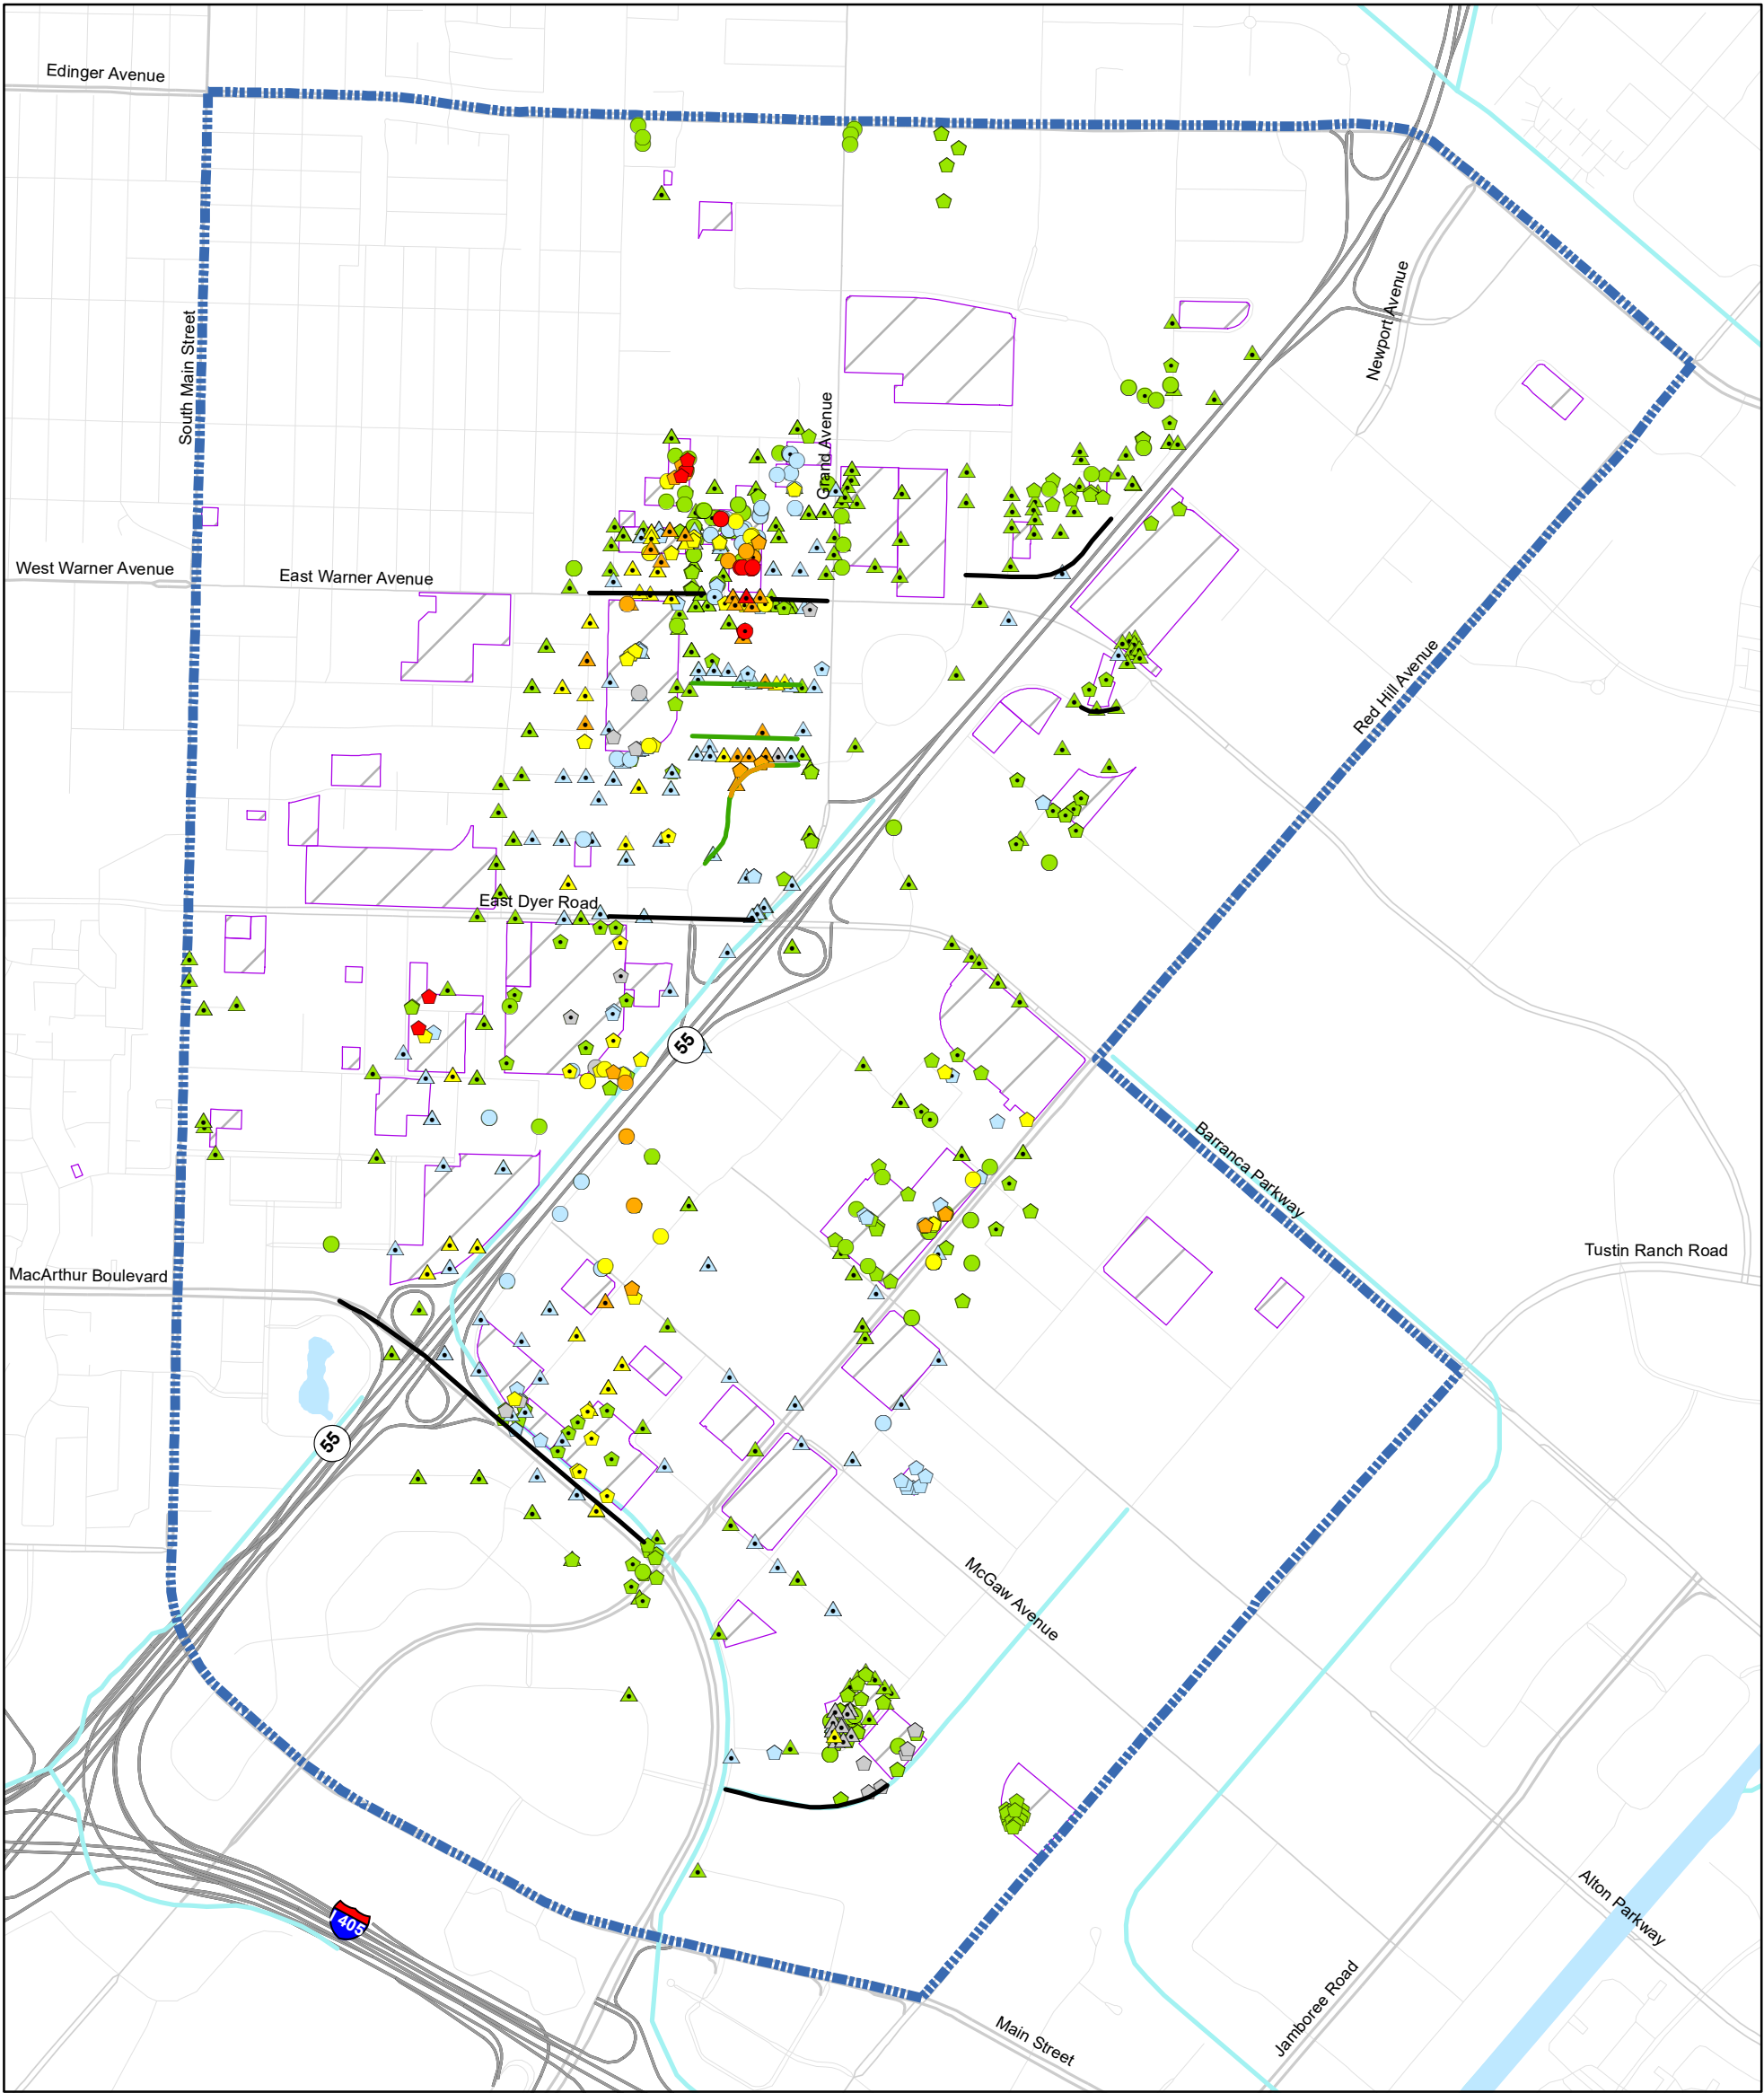 Edinger Avenue
South Main Street
Newport Avenue
Grand Avenue
West Warner Avenue
East Warner Avenue
Red Hill Avenue
East Dyer Road
55
Barranca Parkway
Tustin Ranch Road
MacArthur Boulevard
55
McGaw Avenue
Alton Parkway
I 405
Jamboree Road
Main Street